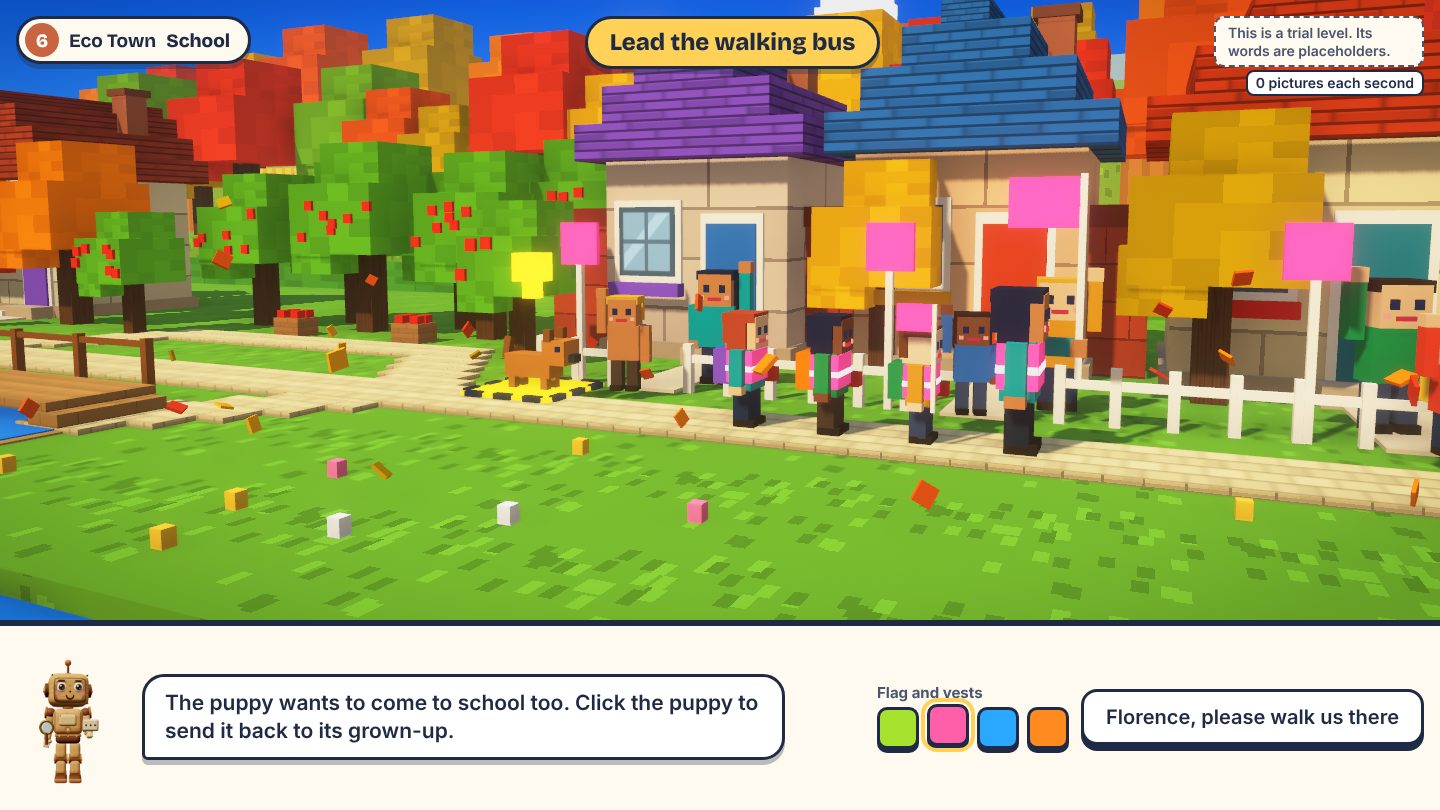 6 Eco Town School
Lead the walking bus
This is a trial level. Its
words are placeholders.
0 pictures each second
The puppy wants to come to school too. Click the puppy to
send it back to its grown-up.
Flag and vests
Florence, please walk us there